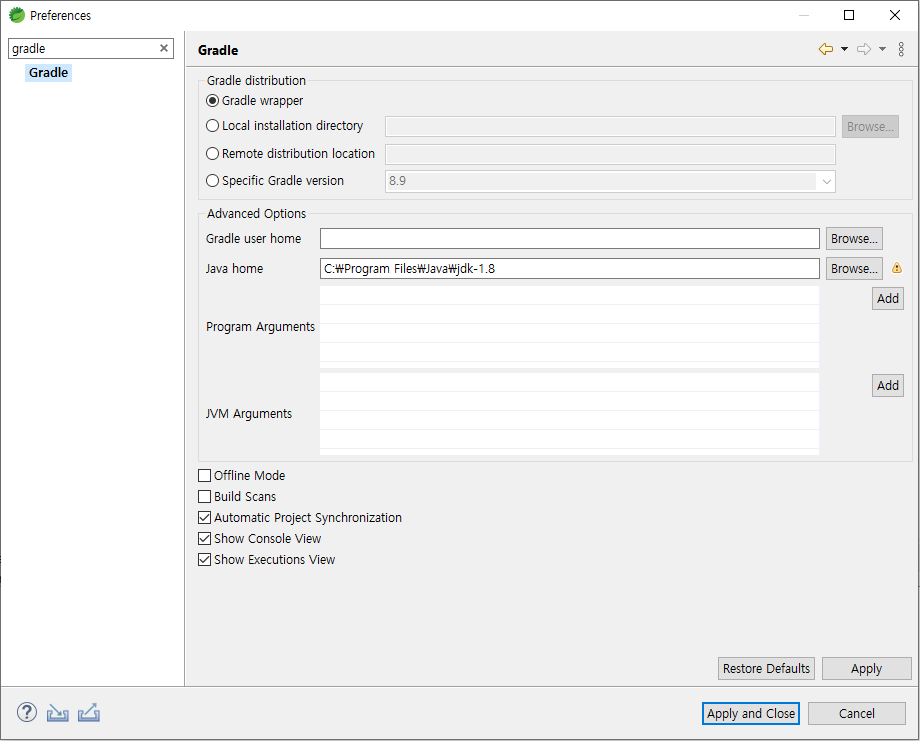 Preferences
gradle
Gradle
Gradle
Gradle distribution
Gradle wrapper
Local installation directory
Browse...
Remote distribution location
Specific Gradle version
8.9
Advanced Options
Gradle user home
Browse...
Java home
C:₩Program Files₩Java₩jdk-1.8
Browse...
Program Arguments
Add
JVM Arguments
Add
Offline Mode
Build Scans
Automatic Project Synchronization
Show Console View
Show Executions View
Restore Defaults
Apply
?
Apply and Close
Cancel